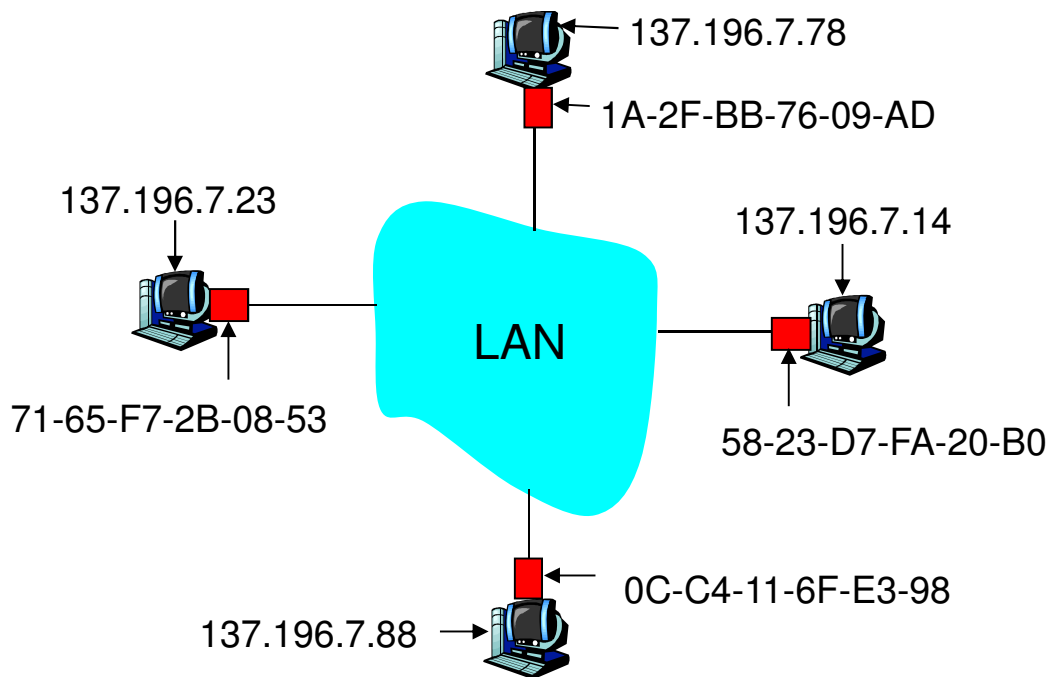 137.196.7.78
1A-2F-BB-76-09-AD
137.196.7.23
137.196.7.14
LAN
71-65-F7-2B-08-53
58-23-D7-FA-20-B0
0C-C4-11-6F-E3-98
137.196.7.88